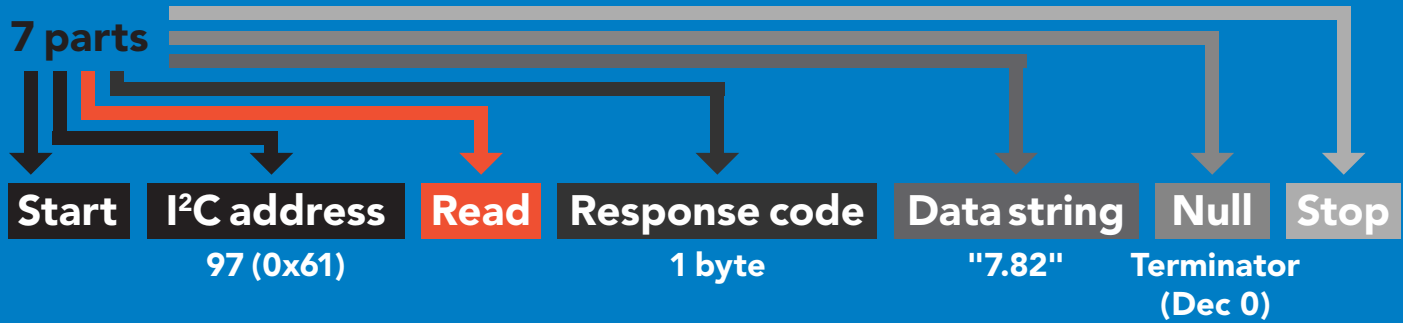 7 parts
Start I²C address Read Response code Data string Null Stop
97 (0x61) 1 byte "7.82" Terminator
(Dec 0)